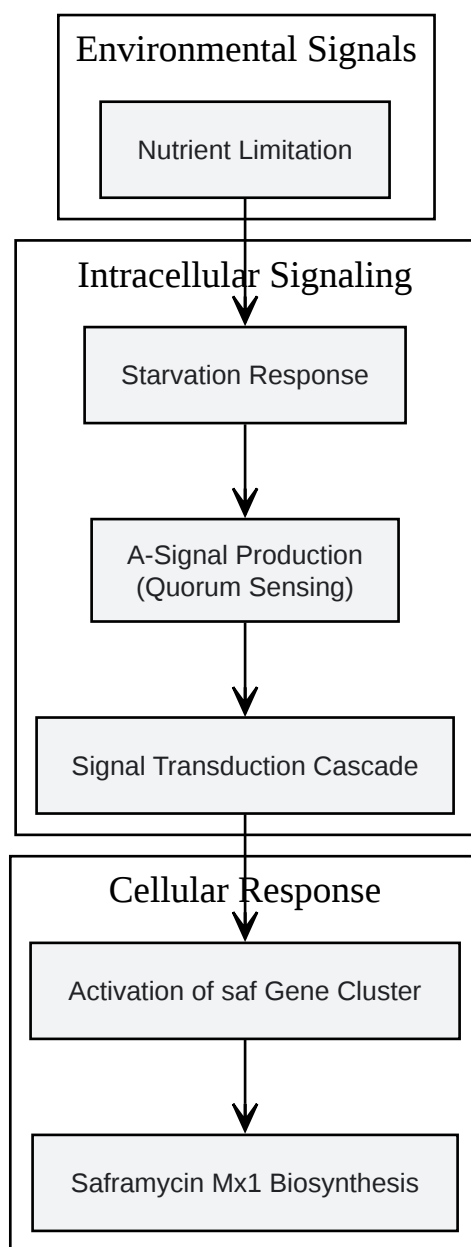 Environmental Signals
Nutrient Limitation
Intracellular Signaling
Starvation Response
A-Signal Production
(Quorum Sensing)
Signal Transduction Cascade
Cellular Response
Activation of saf Gene Cluster
Saframycin Mx1 Biosynthesis